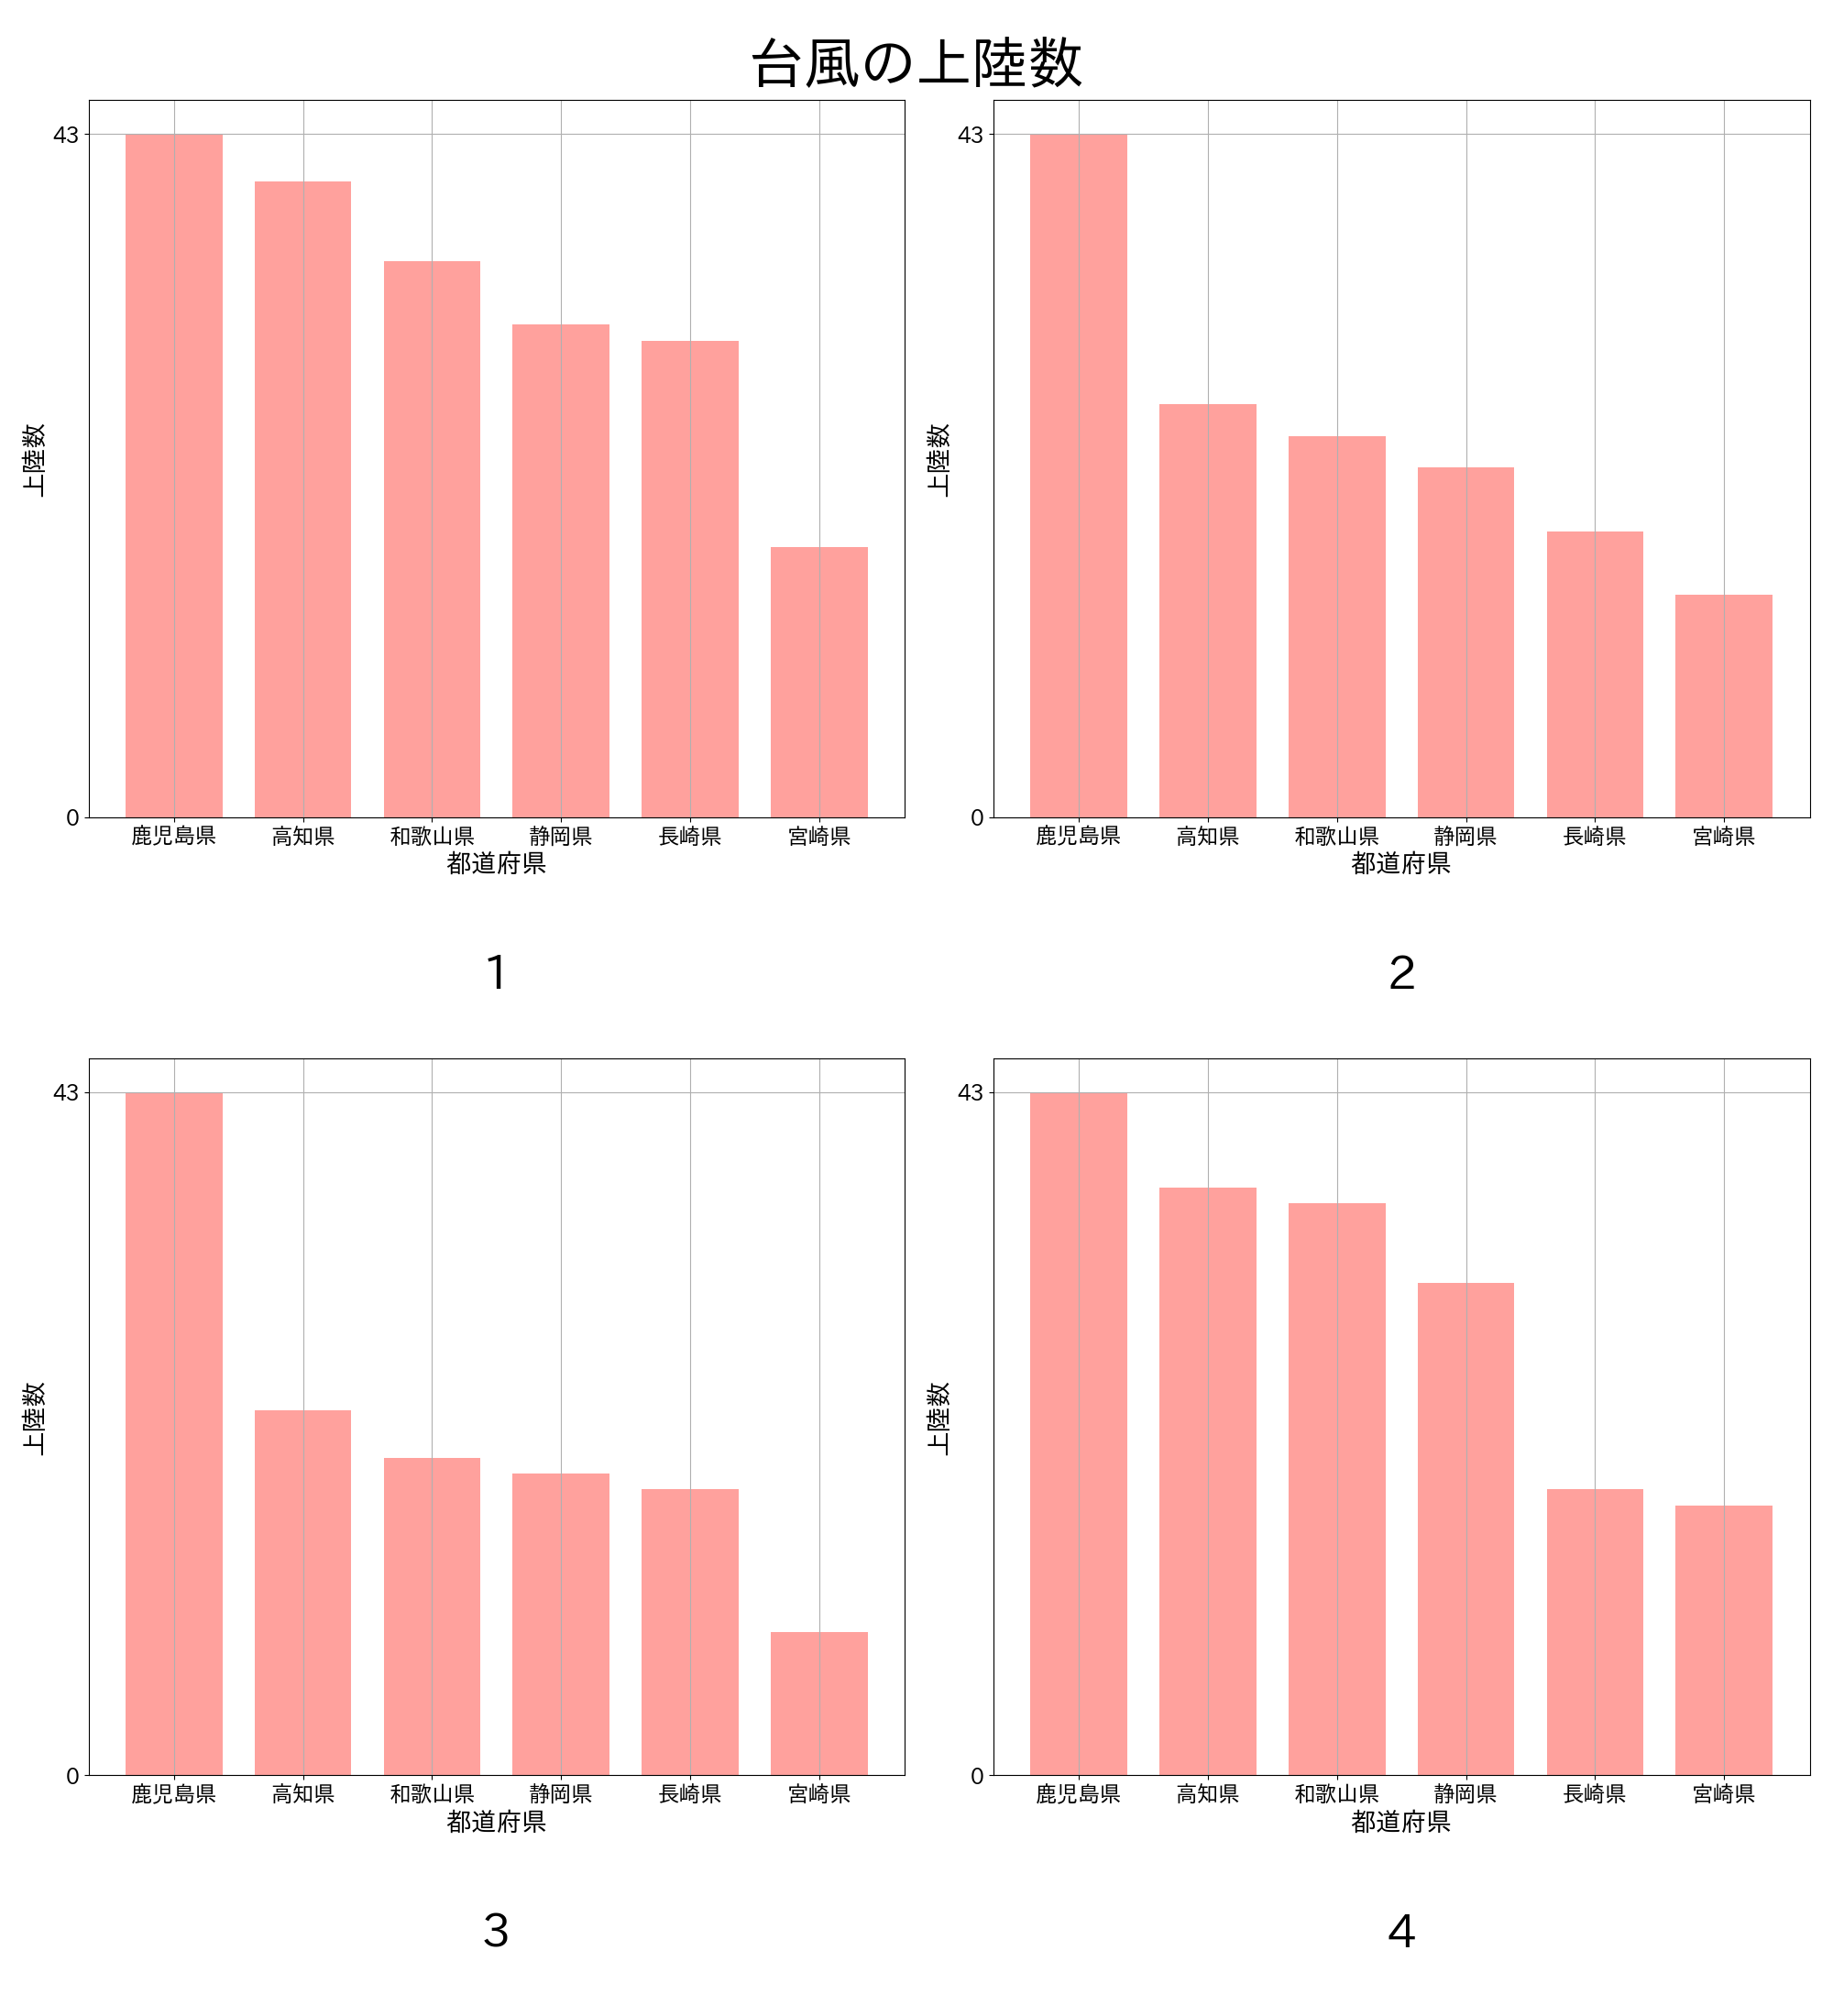 台風の上陸数
43
0
上陸数
鹿児島県 高知県 和歌山県 静岡県 長崎県 宮崎県
都道府県
1
43
0
上陸数
鹿児島県 高知県 和歌山県 静岡県 長崎県 宮崎県
都道府県
2
43
0
上陸数
鹿児島県 高知県 和歌山県 静岡県 長崎県 宮崎県
都道府県
3
43
0
上陸数
鹿児島県 高知県 和歌山県 静岡県 長崎県 宮崎県
都道府県
4